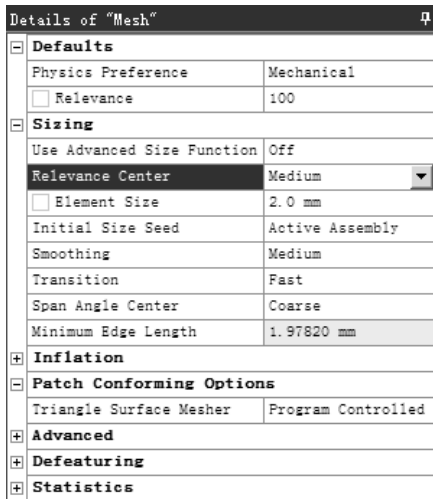 Details of "Mesh"
Defaults
Physics Preference Mechanical
Relevance 100
Sizing
Use Advanced Size Function Off
Relevance Center Medium
Element Size 2.0 mm
Initial Size Seed Active Assembly
Smoothing Medium
Transition Fast
Span Angle Center Coarse
Minimum Edge Length 1.97820 mm
Inflation
Patch Conforming Options
Triangle Surface Mesher Program Controlled
Advanced
Defeaturing
Statistics